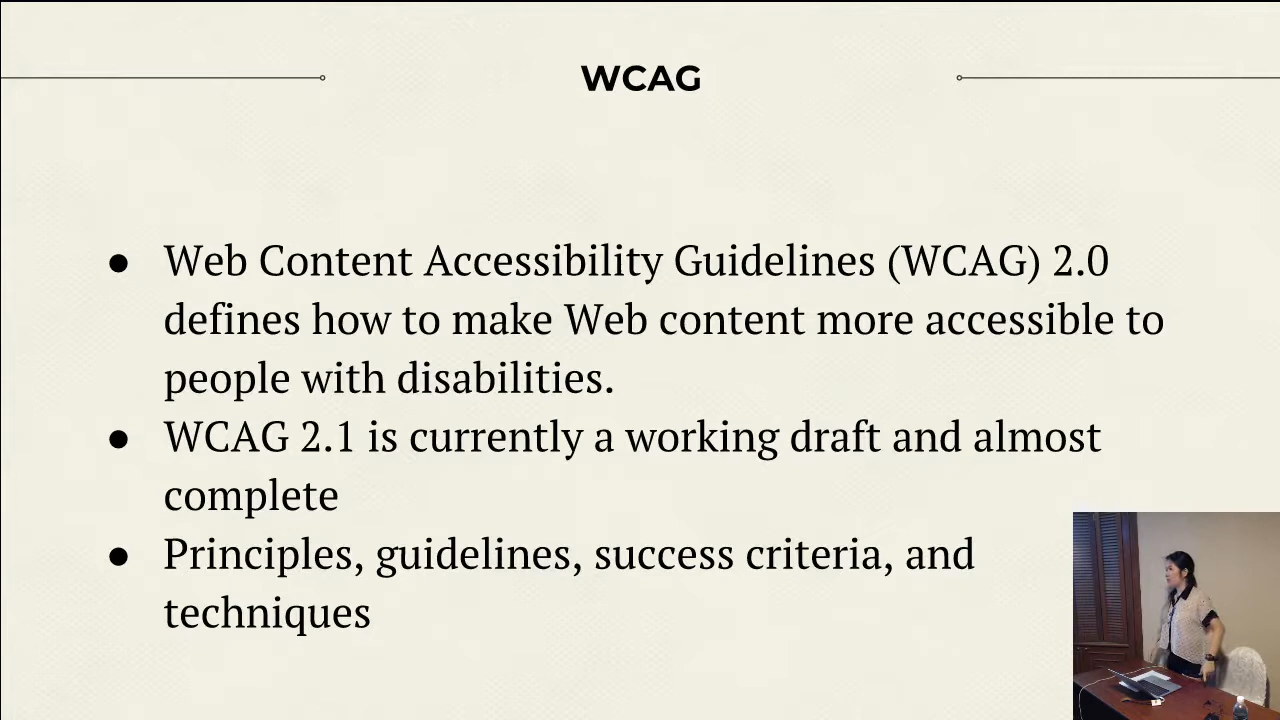 WCAG
● Web Content Accessibility Guidelines (WCAG) 2.0
defines how to make Web content more accessible to
people with disabilities.
● WCAG 2.1 is currently a working draft and almost
complete
● Principles, guidelines, success criteria, and
techniques